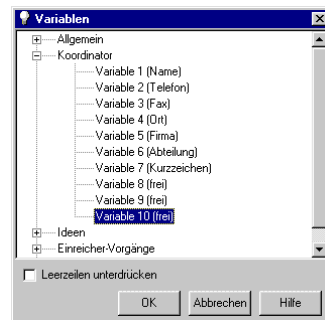 Variablen
Allgemein
Koordinator
Variable 1 (Name)
Variable 2 (Telefon)
Variable 3 (Fax)
Variable 4 (Ort)
Variable 5 (Firma)
Variable 6 (Abteilung)
Variable 7 (Kurzzeichen)
Variable 8 (frei)
Variable 9 (frei)
Variable 10 (frei)
Ideen
Einreicher-Vorgänge
Leerzeilen unterdrücken
OK Abbrechen Hilfe